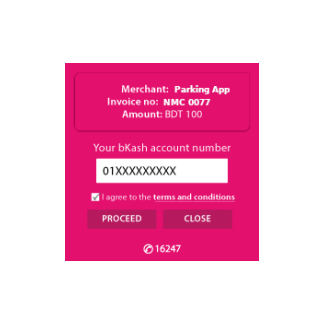 Merchant: Parking App
Invoice no: NMC 0077
Amount: BDT 100
Your bKash account number
01XXXXXXXXX
I agree to the terms and conditions
PROCEED CLOSE
16247